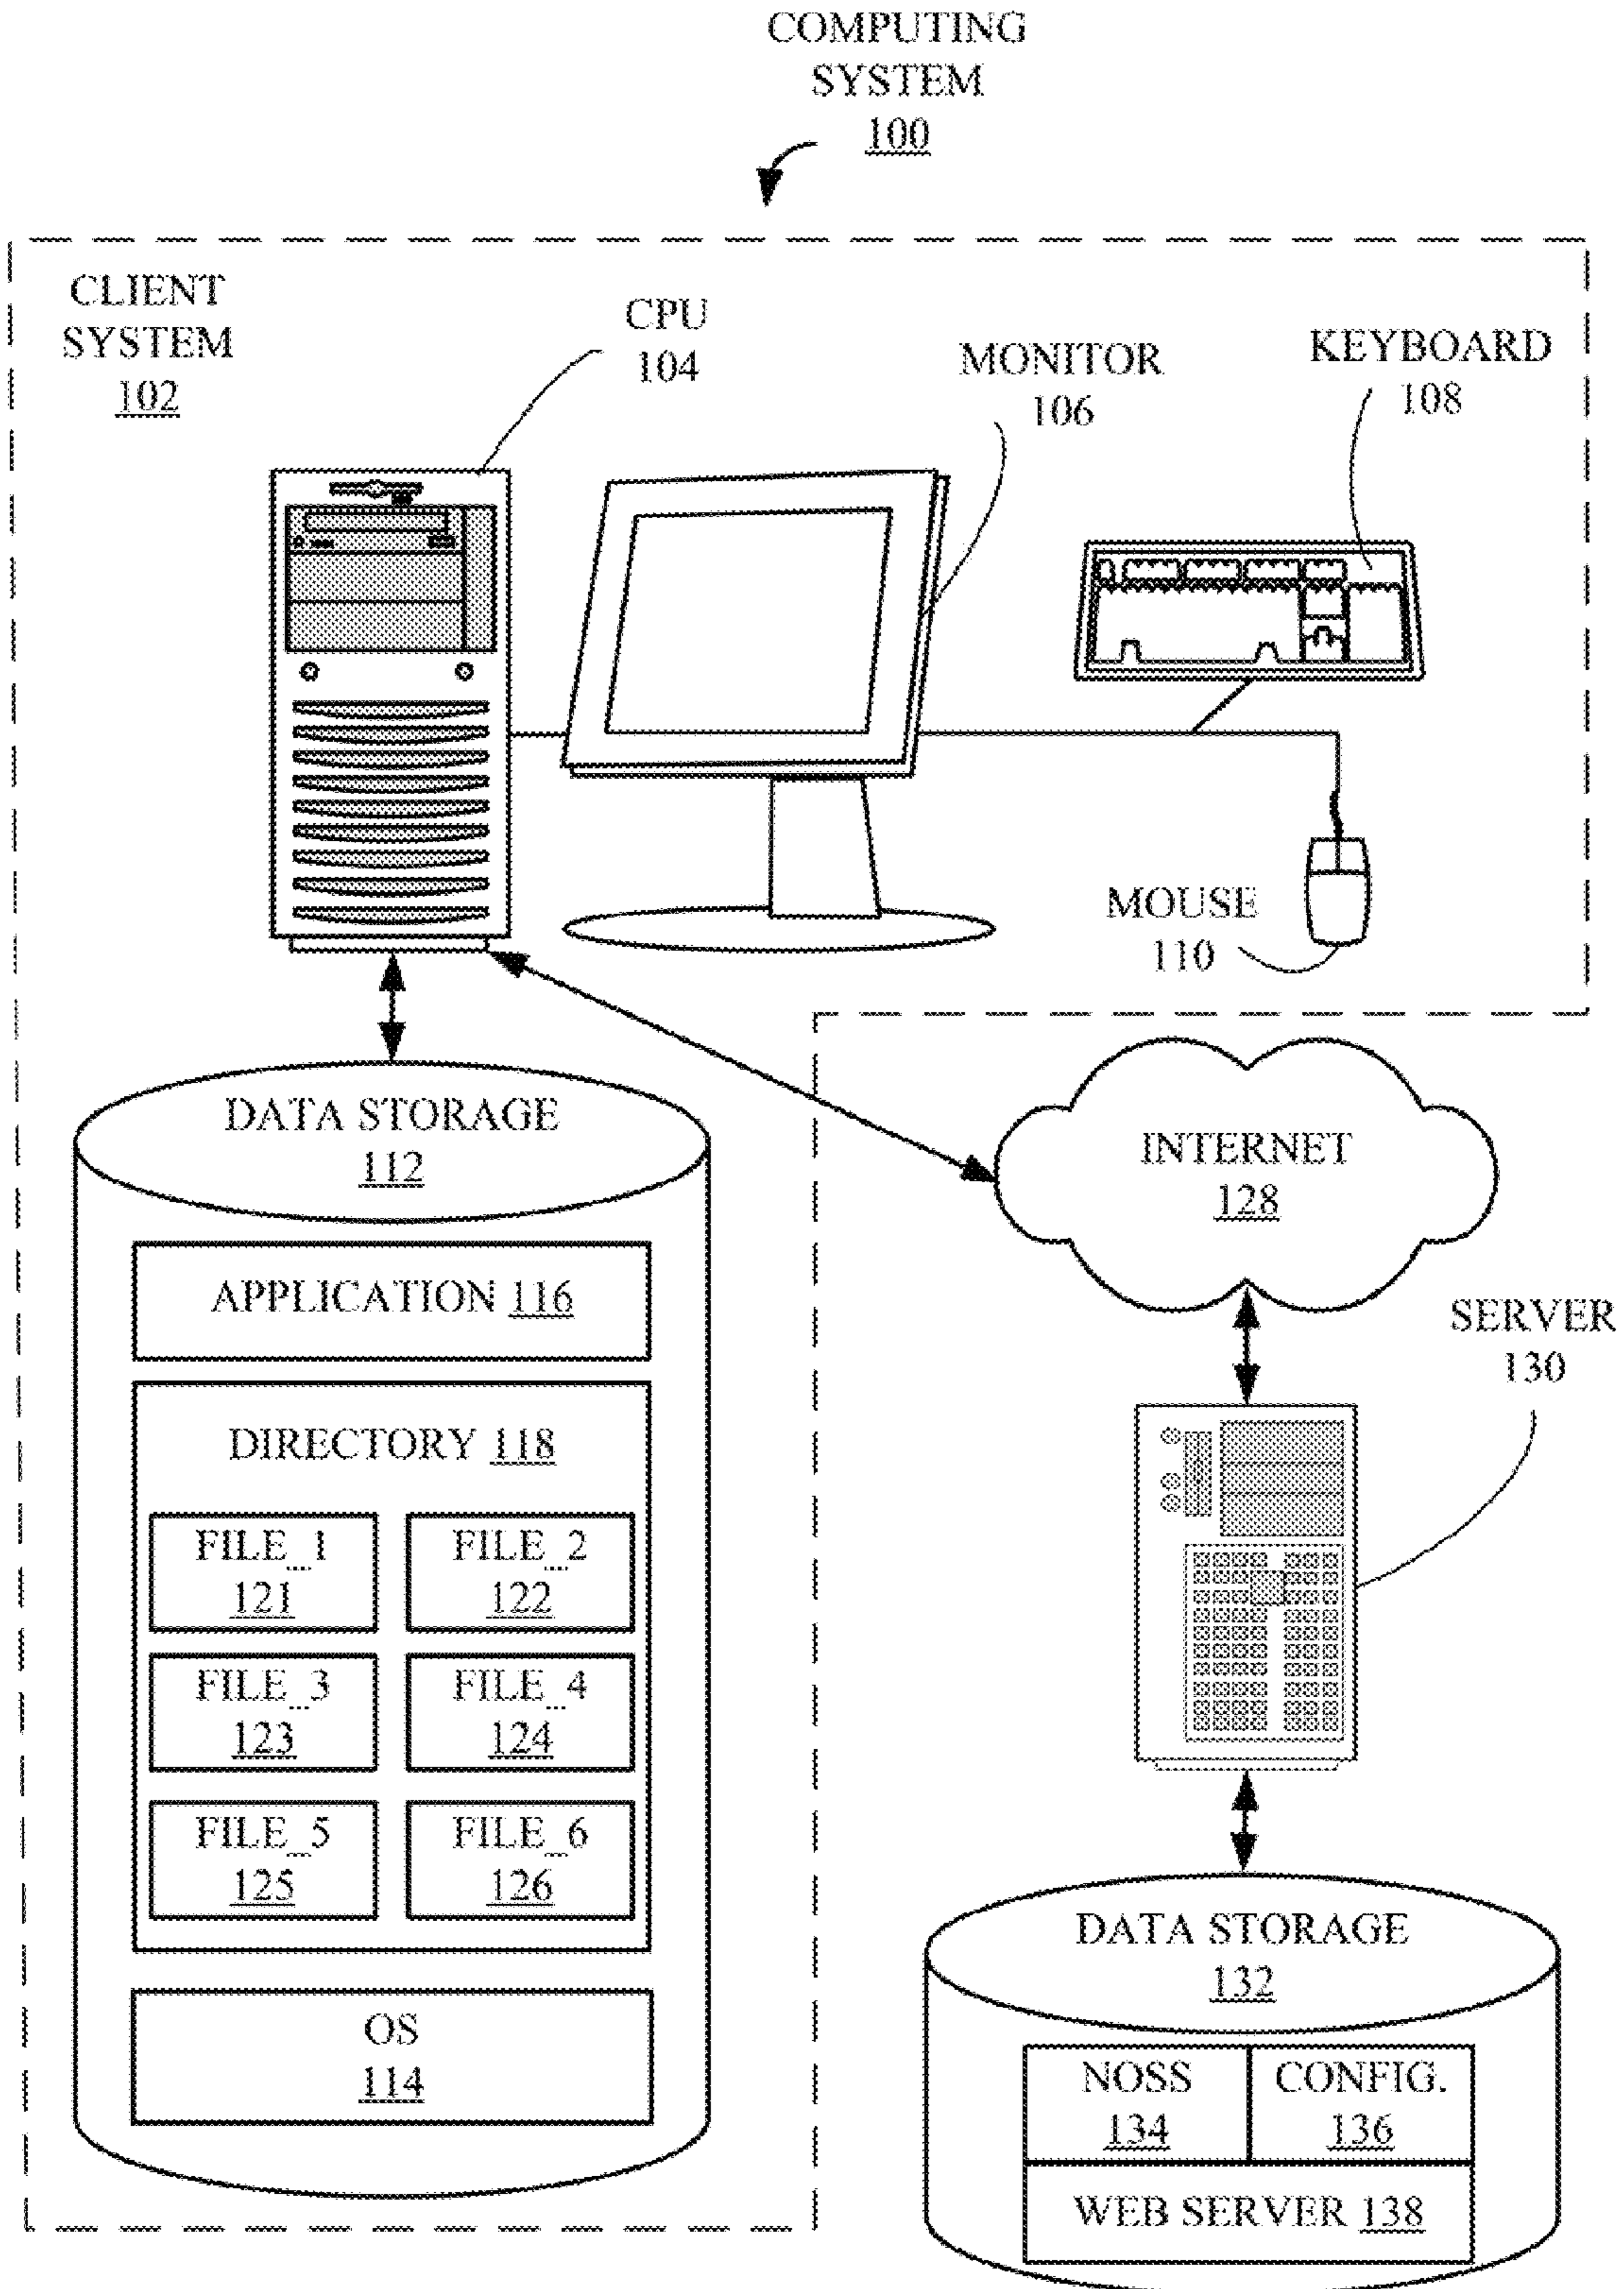 COMPUTING
SYSTEM
100
CLIENT
SYSTEM
102
CPU
104
MONITOR
106
KEYBOARD
108
MOUSE
110
DATA STORAGE
112
APPLICATION 116
DIRECTORY 118
FILE_1
121
FILE_2
122
FILE_3
123
FILE_4
124
FILE_5
125
FILE_6
126
OS
114
INTERNET
128
SERVER
130
DATA STORAGE
132
NOSS
134
CONFIG.
136
WEB SERVER 138